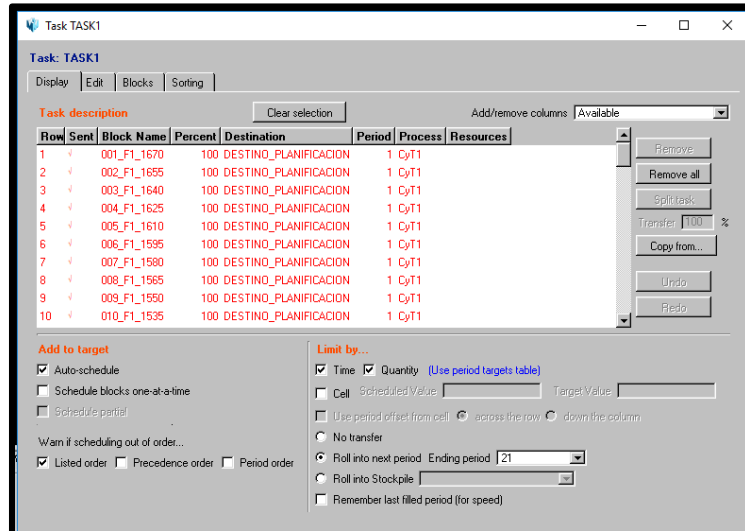 Task TASK1
Task: TASK1
Display Edit Blocks Sorting
Task description Clear selection Add/remove columns Available
Row Sent Block Name Percent Destination Period Process Resources
1 √ 001_F1_1670 100 DESTINO_PLANIFICACION 1 CyT1
2 √ 002_F1_1655 100 DESTINO_PLANIFICACION 1 CyT1
3 √ 003_F1_1640 100 DESTINO_PLANIFICACION 1 CyT1
4 √ 004_F1_1625 100 DESTINO_PLANIFICACION 1 CyT1
5 √ 005_F1_1610 100 DESTINO_PLANIFICACION 1 CyT1
6 √ 006_F1_1595 100 DESTINO_PLANIFICACION 1 CyT1
7 √ 007_F1_1580 100 DESTINO_PLANIFICACION 1 CyT1
8 √ 008_F1_1565 100 DESTINO_PLANIFICACION 1 CyT1
9 √ 009_F1_1550 100 DESTINO_PLANIFICACION 1 CyT1
10 √ 010_F1_1535 100 DESTINO_PLANIFICACION 1 CyT1
Remove
Remove all
Split task
Transfer 100 %
Copy from...
Undo
Redo
Add to target
Auto-schedule
Schedule blocks one-at-a-time
Schedule partial
Warn if scheduling out of order...
Listed order Precedence order Period order
Limit by...
Time Quantity (Use period targets table)
Cell Scheduled Value Target Value
Use period offset from cell across the row down the column
No transfer
Roll into next period Ending period 21
Roll into Stockpile
Remember last filled period (for speed)